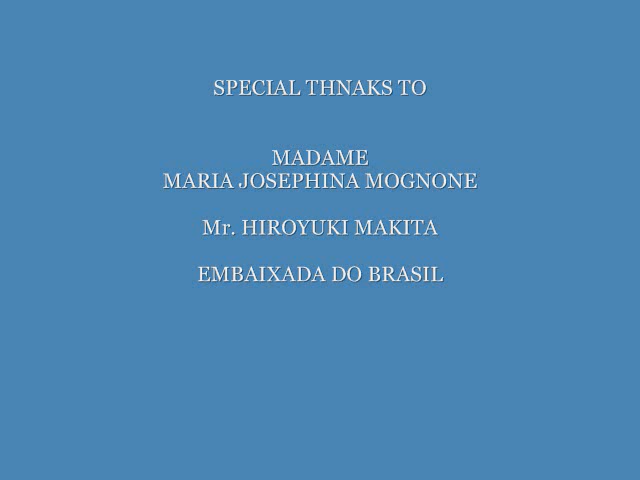 SPECIAL THNAKS TO
MADAME
MARIA JOSEPHINA MOGNONE
Mr. HIROYUKI MAKITA
EMBAIXADA DO BRASIL